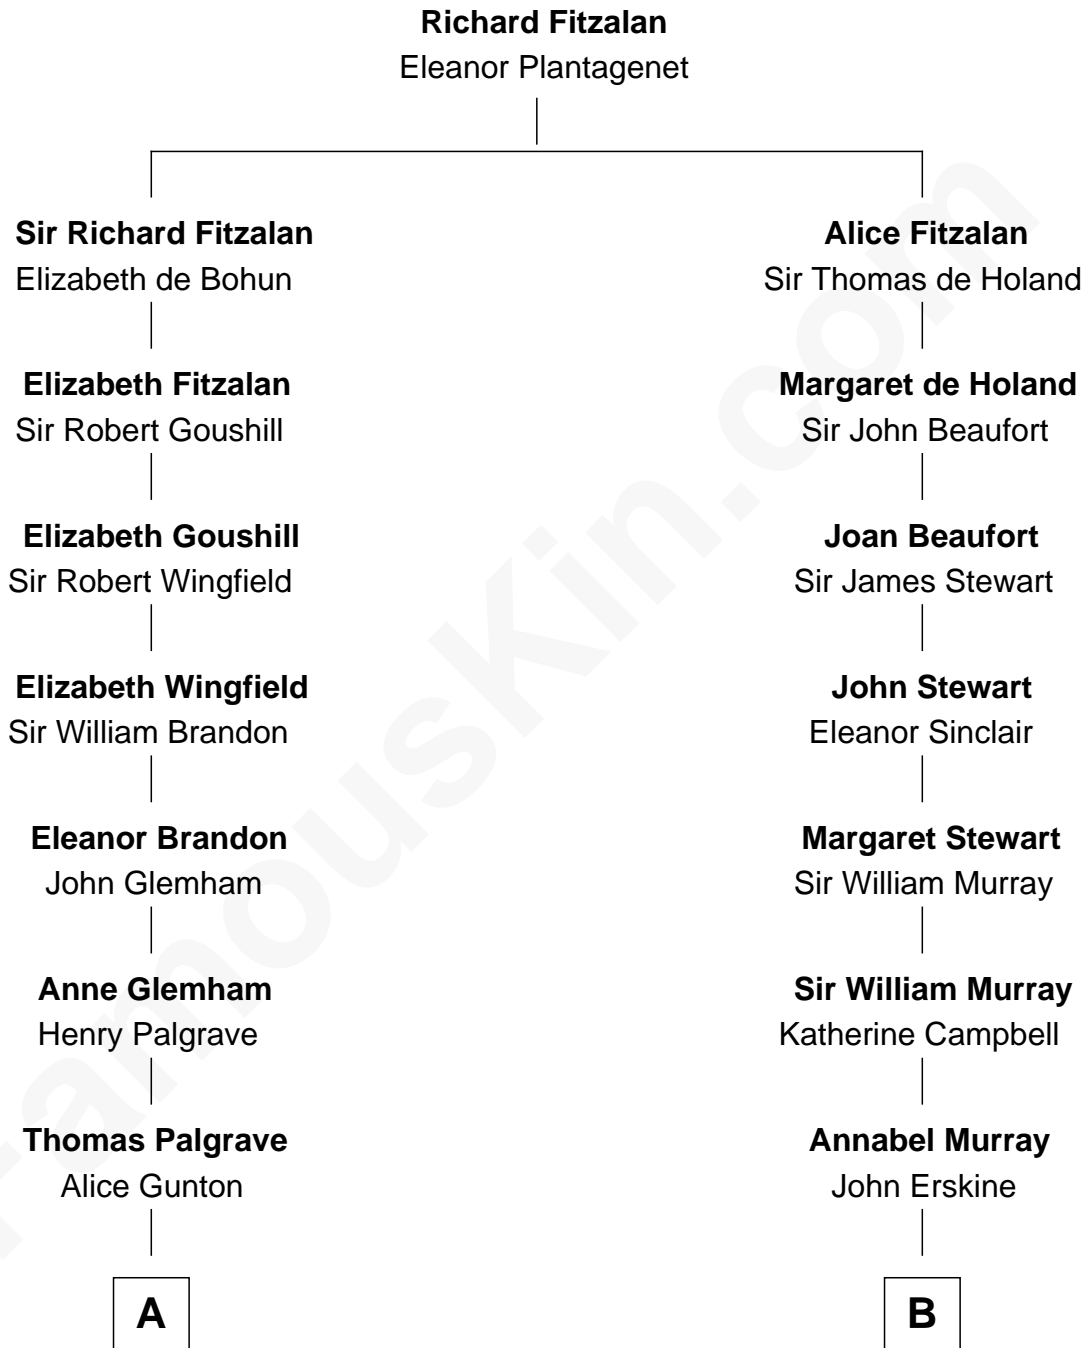 Richard Fitzalan
Eleanor Plantagenet
Sir Richard Fitzalan
Elizabeth de Bohun
Alice Fitzalan
Sir Thomas de Holand
Elizabeth Fitzalan
Sir Robert Goushill
Margaret de Holand
Sir John Beaufort
Elizabeth Goushill
Sir Robert Wingfield
Joan Beaufort
Sir James Stewart
Elizabeth Wingfield
Sir William Brandon
John Stewart
Eleanor Sinclair
Eleanor Brandon
John Glemham
Margaret Stewart
Sir William Murray
Anne Glemham
Henry Palgrave
Sir William Murray
Katherine Campbell
Thomas Palgrave
Alice Gunton
Annabel Murray
John Erskine
A
B
FamousKin.com